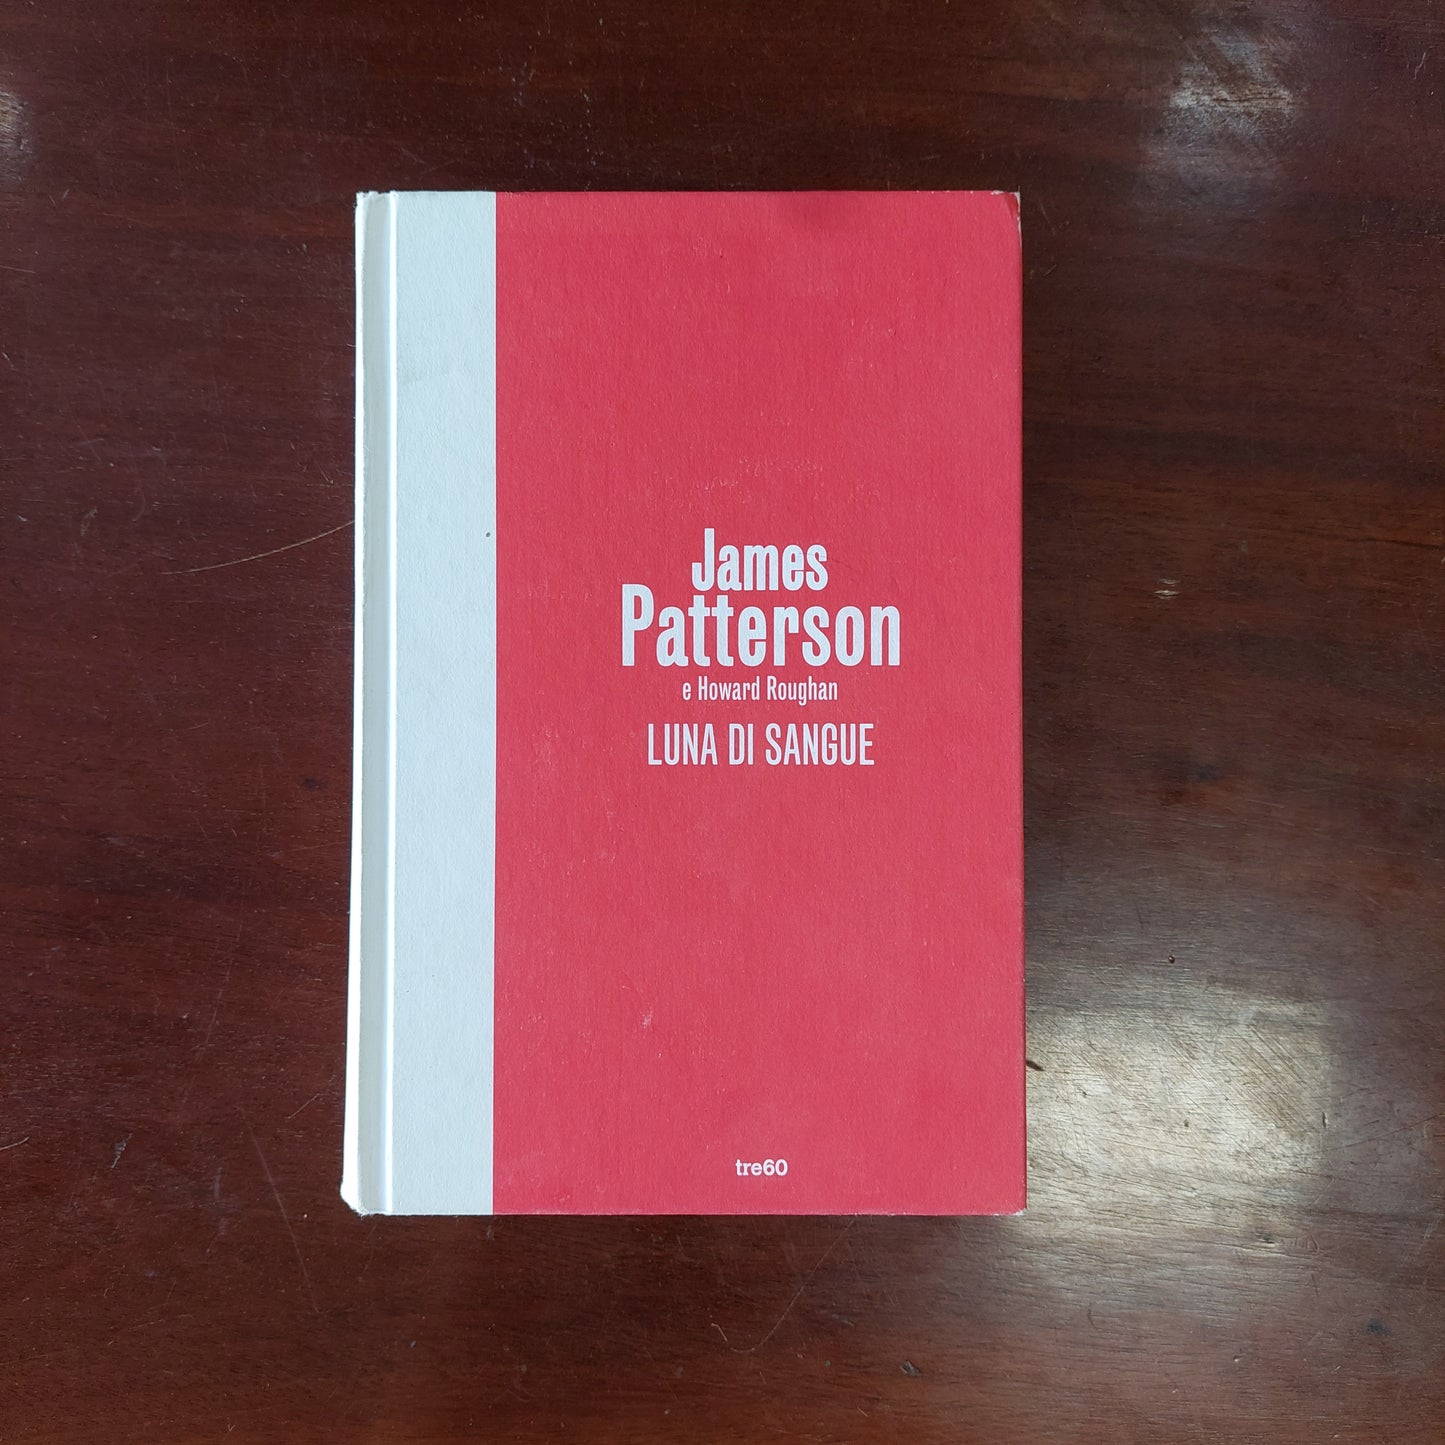 James
Patterson
e Howard Roughan
LUNA DI SANGUE
tre60